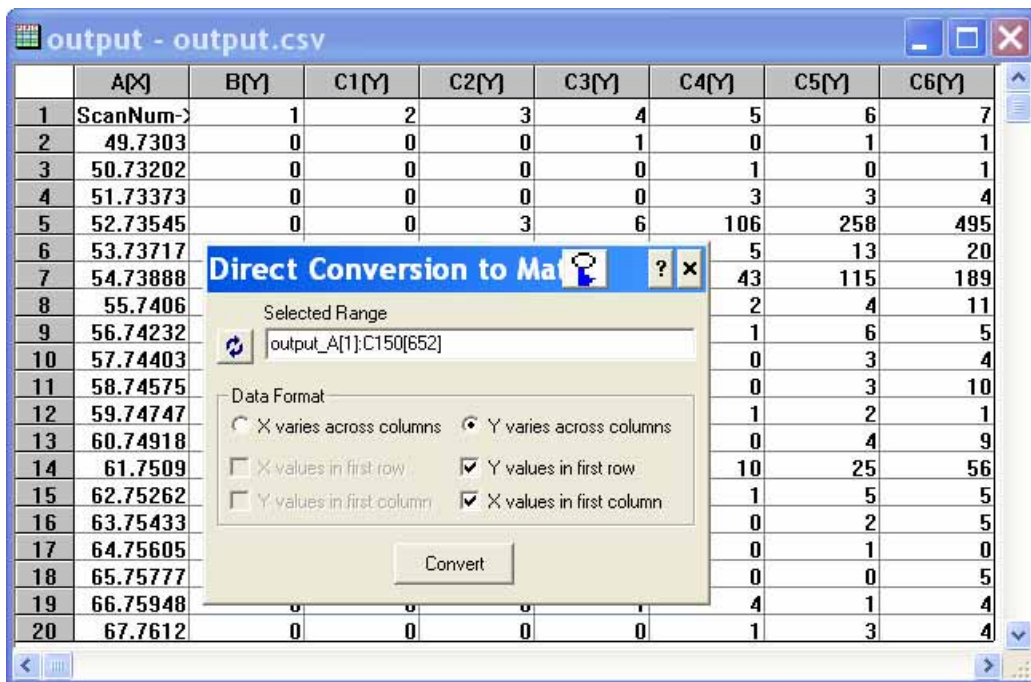 output - output.csv
A(X) B(Y) C1(Y) C2(Y) C3(Y) C4(Y) C5(Y) C6(Y)
1 ScanNum-> 1 2 3 4 5 6 7
2 49.7303 0 0 0 1 0 1 1
3 50.73202 0 0 0 0 1 0 1
4 51.73373 0 0 0 0 3 3 4
5 52.73545 0 0 3 6 106 258 495
6 53.73717 5 13 20
7 54.73888 43 115 189
8 55.7406 2 4 11
9 56.74232 1 6 5
10 57.74403 0 3 4
11 58.74575 0 3 10
12 59.74747 1 2 1
13 60.74918 0 4 9
14 61.7509 10 25 56
15 62.75262 1 5 5
16 63.75433 0 2 5
17 64.75605 0 1 0
18 65.75777 0 0 5
19 66.75948 0 0 0 1 4 1 4
20 67.7612 0 0 0 0 1 3 4
Direct Conversion to Mat
Selected Range
output_A[1]:C150[652]
Data Format
X varies across columns Y varies across columns
X values in first row Y values in first row
Y values in first column X values in first column
Convert